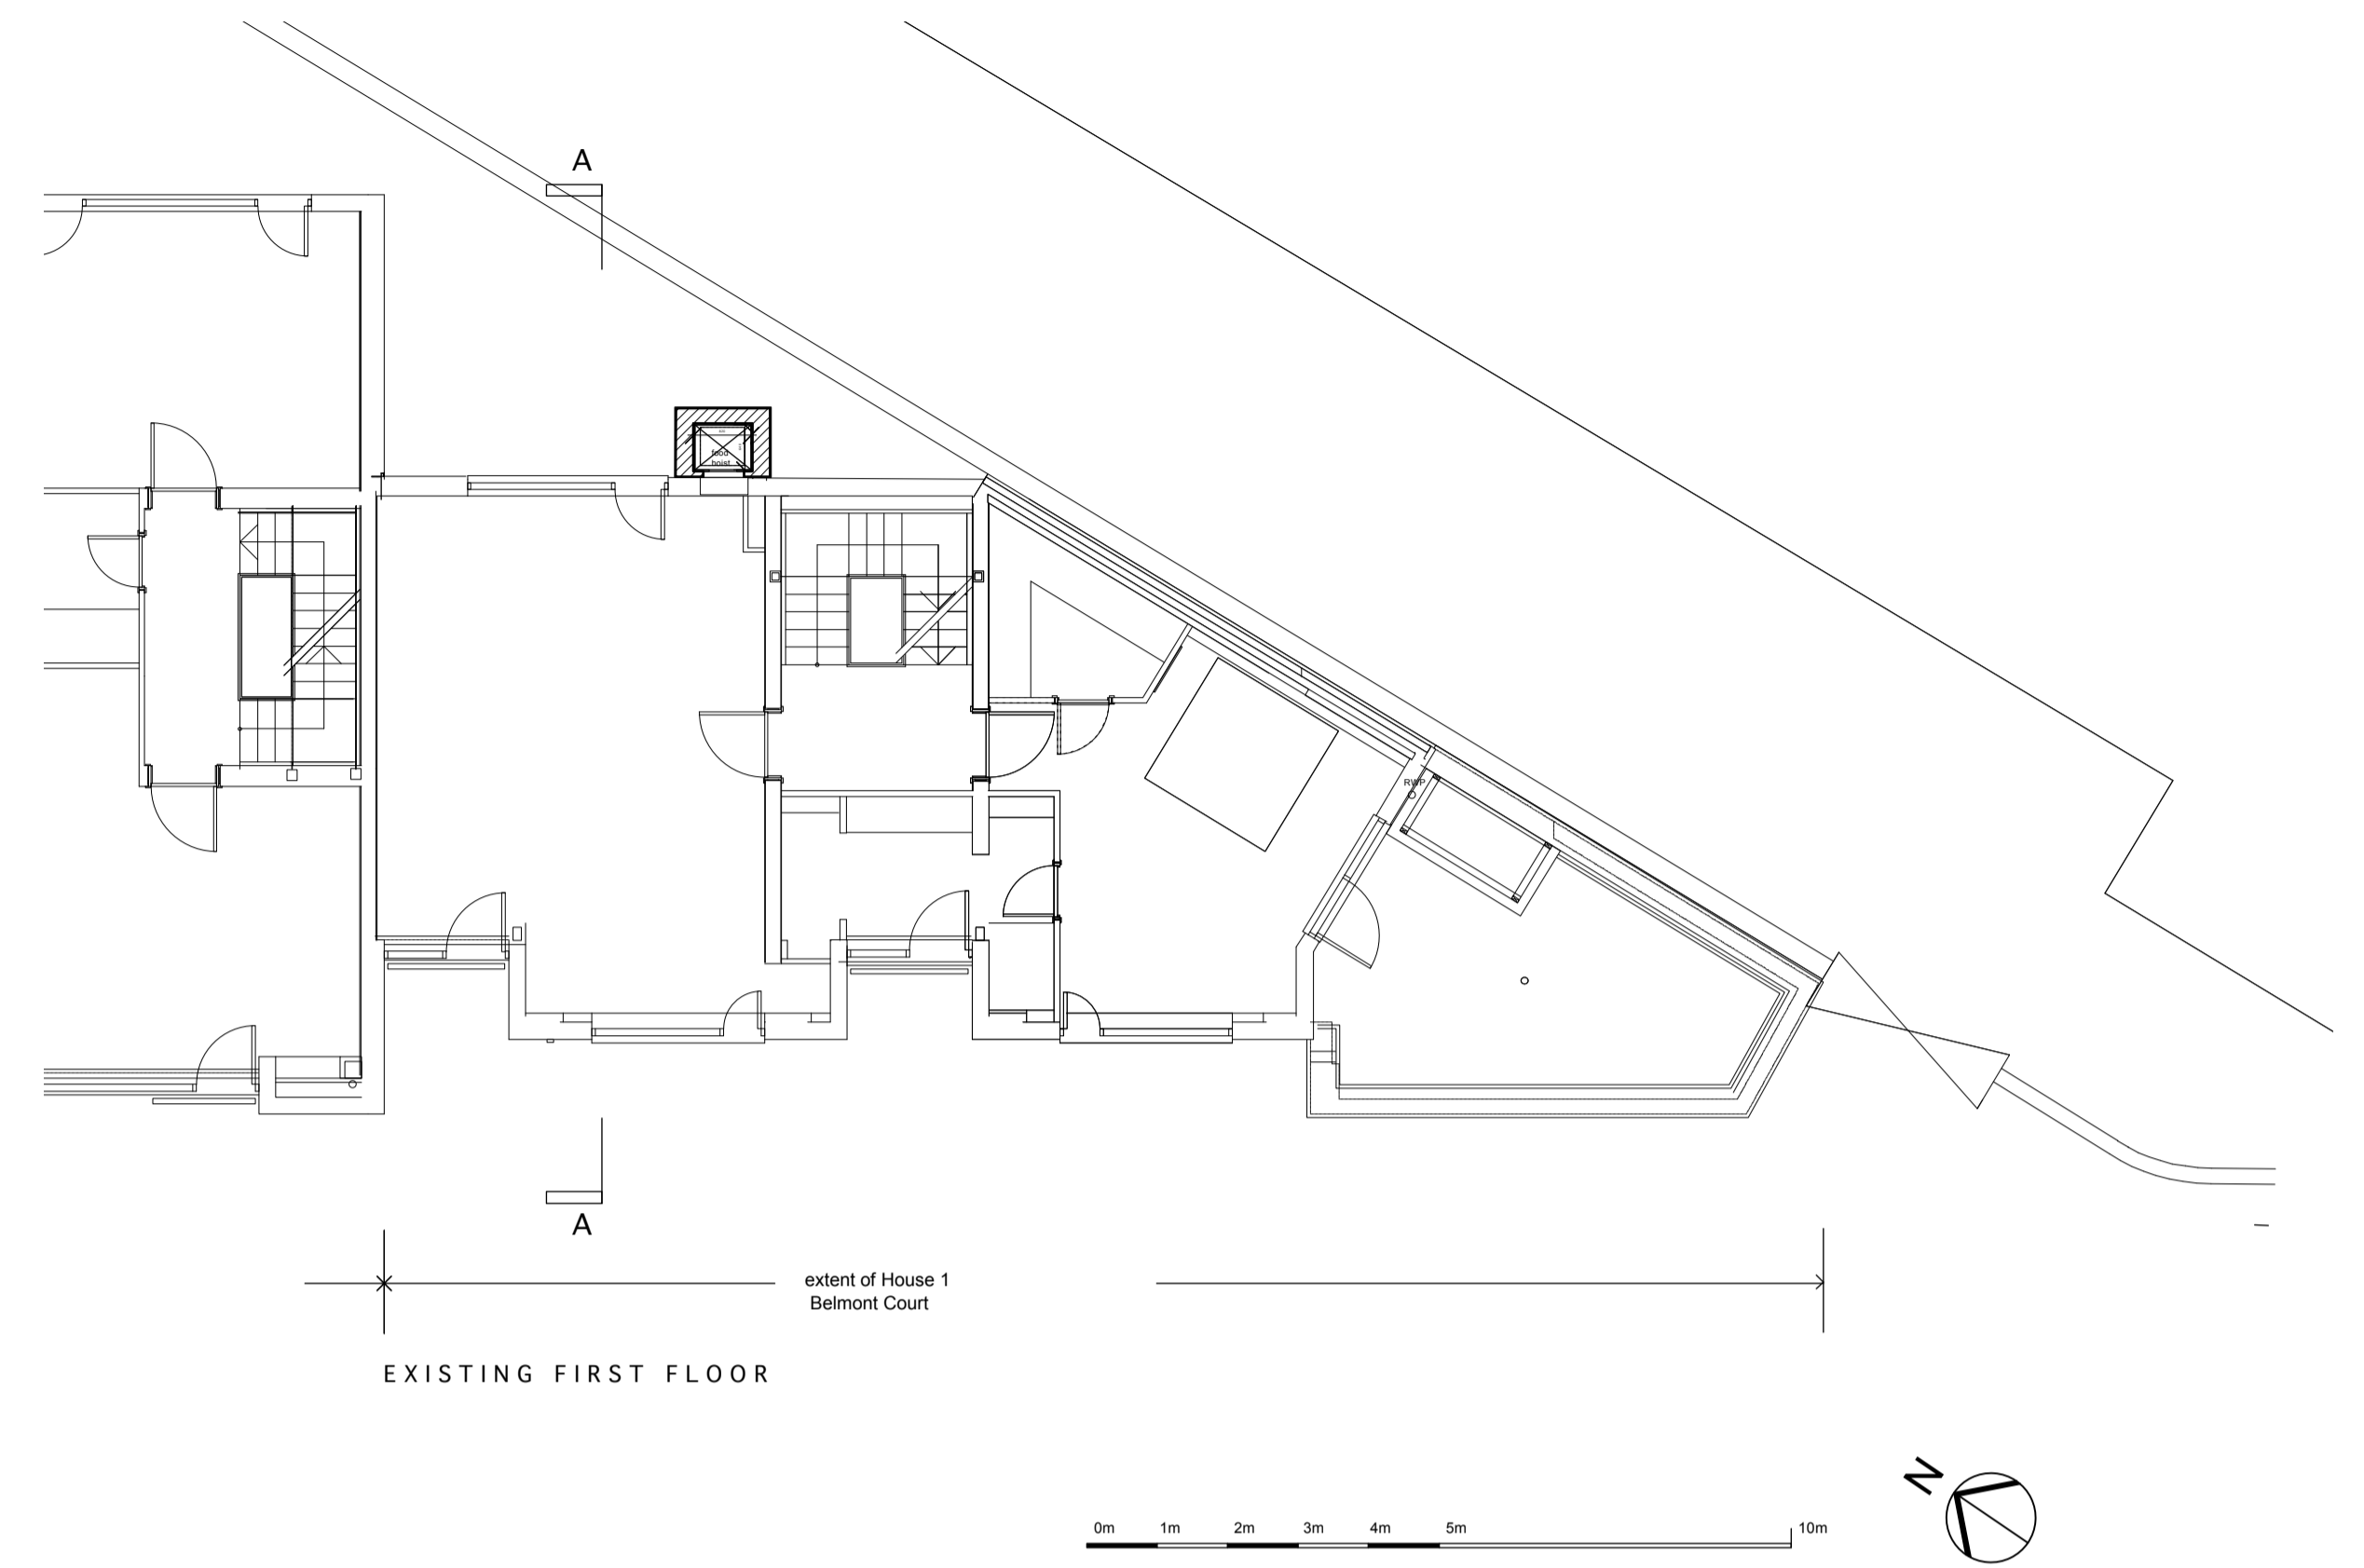 A
food
hoist
RWP
A
extent of House 1
Belmont Court
EXISTING FIRST FLOOR
N
0m 1m 2m 3m 4m 5m 10m